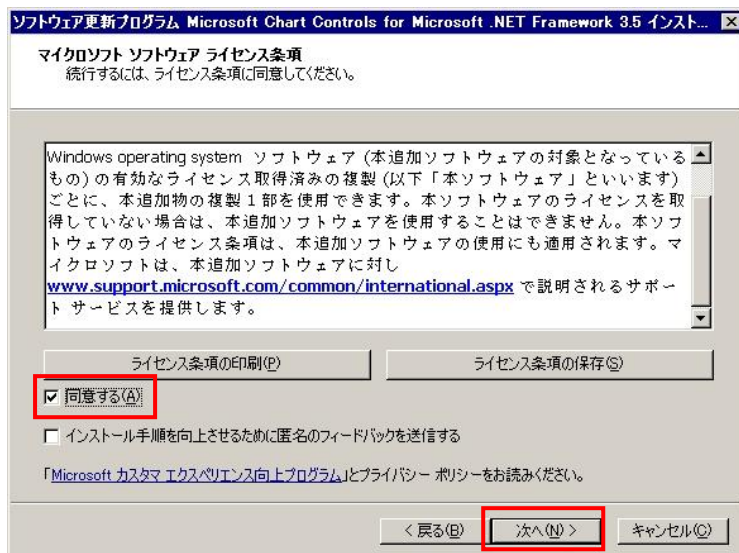 ソフトウェア更新プログラム Microsoft Chart Controls for Microsoft .NET Framework 3.5 インスト...
マイクロソフト ソフトウェア ライセンス条項
続行するには、ライセンス条項に同意してください。
Windows operating system ソフトウェア (本追加ソフトウェアの対象となっている
もの) の有効なライセンス取得済みの複製 (以下「本ソフトウェア」といいます)
ごとに、本追加物の複製 1 部を使用できます。本ソフトウェアのライセンスを取
得していない場合は、本追加ソフトウェアを使用することはできません。本ソフ
トウェアのライセンス条項は、本追加ソフトウェアの使用にも適用されます。マ
イクロソフトは、本追加ソフトウェアに対し
www.support.microsoft.com/common/international.aspx で説明されるサポー
ト サービスを提供します。
ライセンス条項の印刷(P)
ライセンス条項の保存(S)
同意する(A)
インストール手順を向上させるために匿名のフィードバックを送信する
「Microsoft カスタマ エクスペリエンス向上プログラム」とプライバシー ポリシーをお読みください。
< 戻る(B)
次へ(N) >
キャンセル(C)